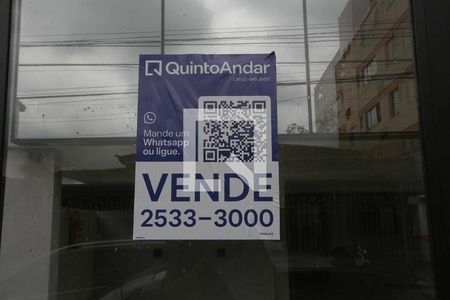 QuintoAndar
Mande um
Whatsapp
ou ligue.
VENDE
2533-3000